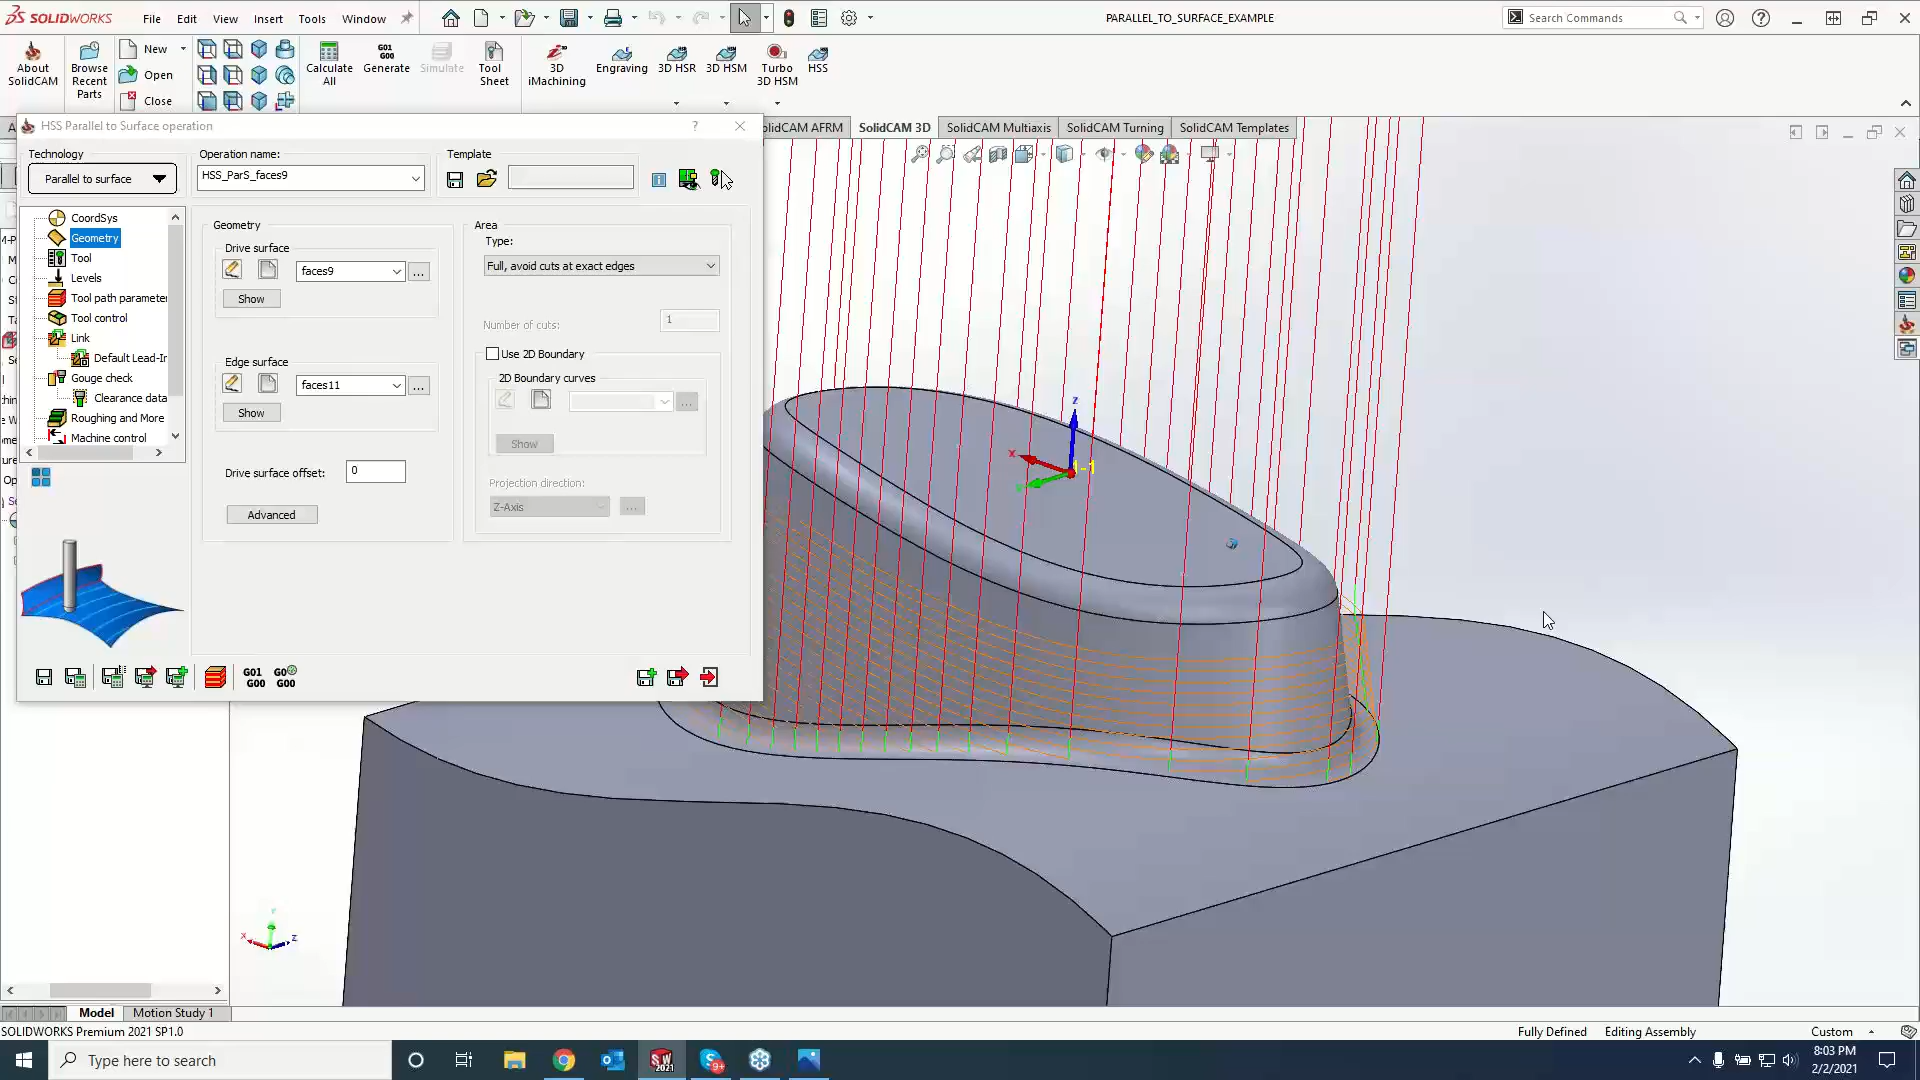 SOLIDWORKS File Edit View Insert Tools Window
PARALLEL_TO_SURFACE_EXAMPLE
Search Commands
About SolidCAM
Browse Recent Parts
New
Open
Close
Calculate All
G01 G00 Generate
Simulate
Tool Sheet
3D iMachining
Engraving
3D HSR
3D HSM
Turbo 3D HSM
HSS
SolidCAM AFRM
SolidCAM 3D
SolidCAM Multiaxis
SolidCAM Turning
SolidCAM Templates
HSS Parallel to Surface operation
Technology
Parallel to surface
Operation name:
HSS_ParS_faces9
Template
CoordSys
Geometry
Tool
Levels
Tool path parameter
Tool control
Link
Default Lead-Ir
Gouge check
Clearance data
Roughing and More
Machine control
Geometry
Drive surface
faces9
...
Show
Edge surface
faces11
...
Show
Drive surface offset:
0
Advanced
Area
Type:
Full, avoid cuts at exact edges
Number of cuts:
1
Use 2D Boundary
2D Boundary curves
...
Show
Projection direction:
Z-Axis
...
G01
G00
G0
G00
Z
X
1-1
X
Z
Model
Motion Study 1
SOLIDWORKS Premium 2021 SP1.0
Fully Defined
Editing Assembly
Custom
Type here to search
SW
2021
9+
8:03 PM
2/2/2021